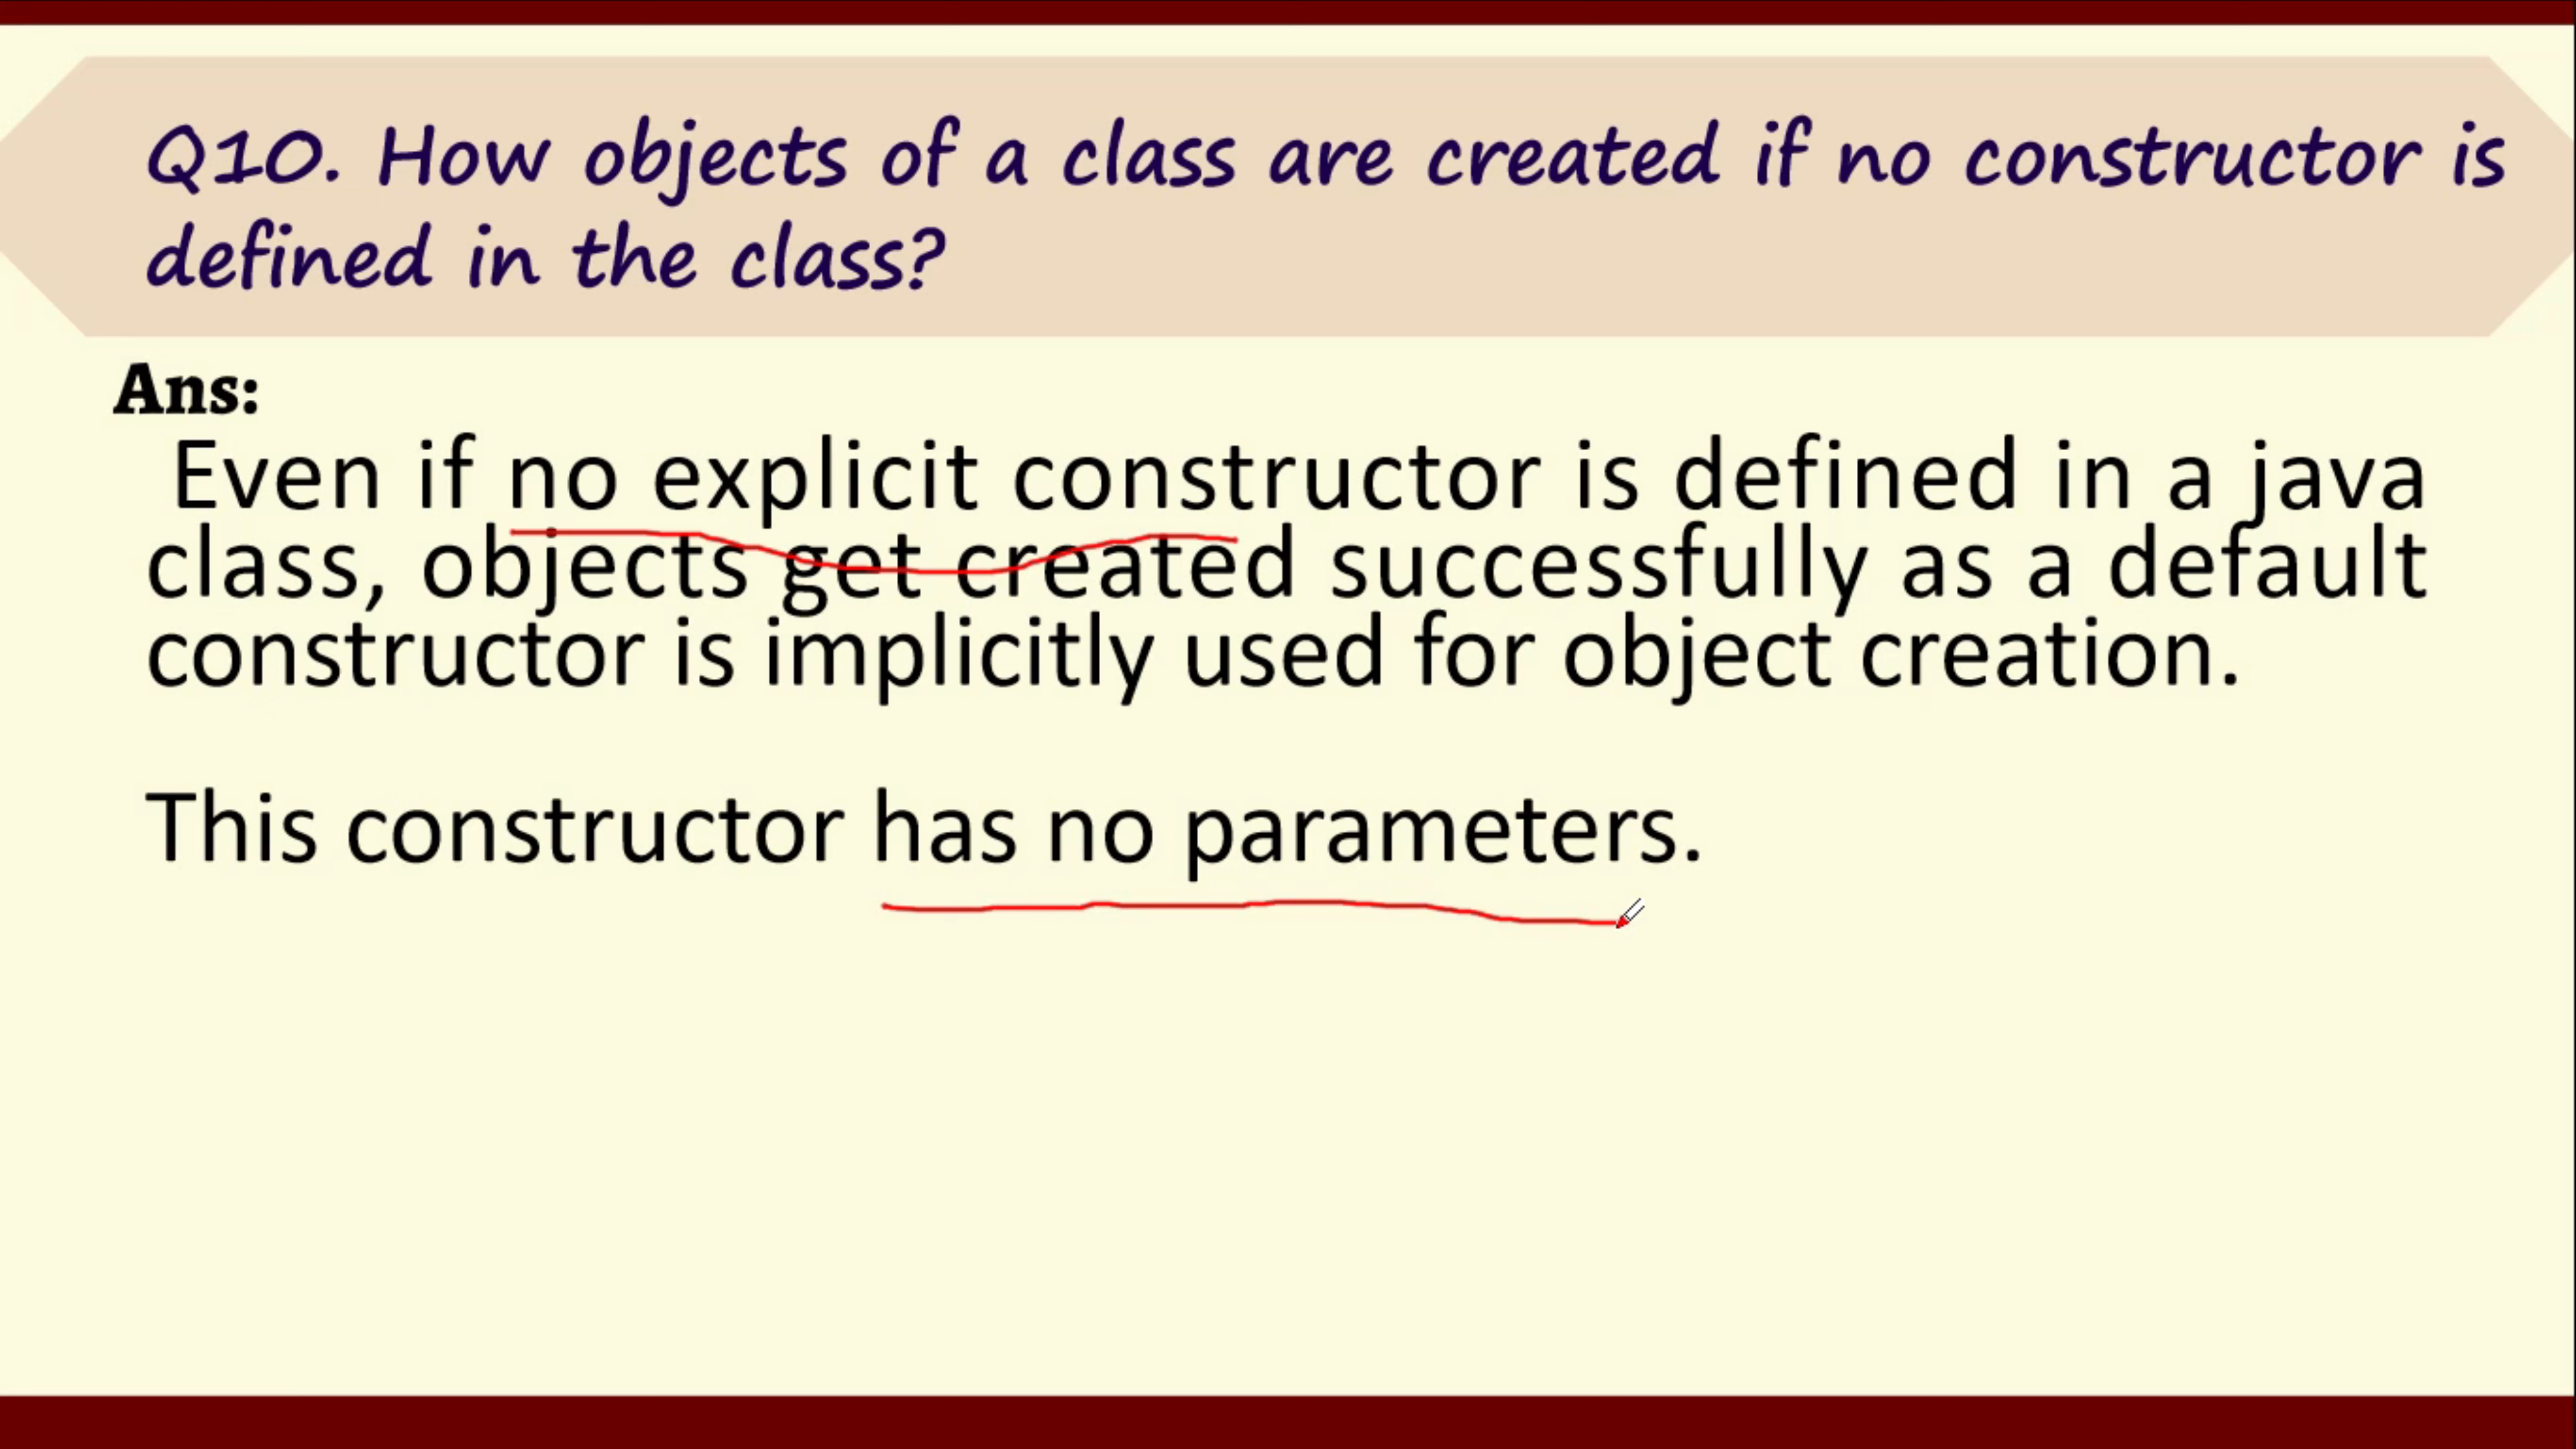 Q10. How objects of a class are created if no constructor is
defined in the class?
Ans:
Even if no explicit constructor is defined in a java
class, objects get created successfully as a default
constructor is implicitly used for object creation.
This constructor has no parameters.